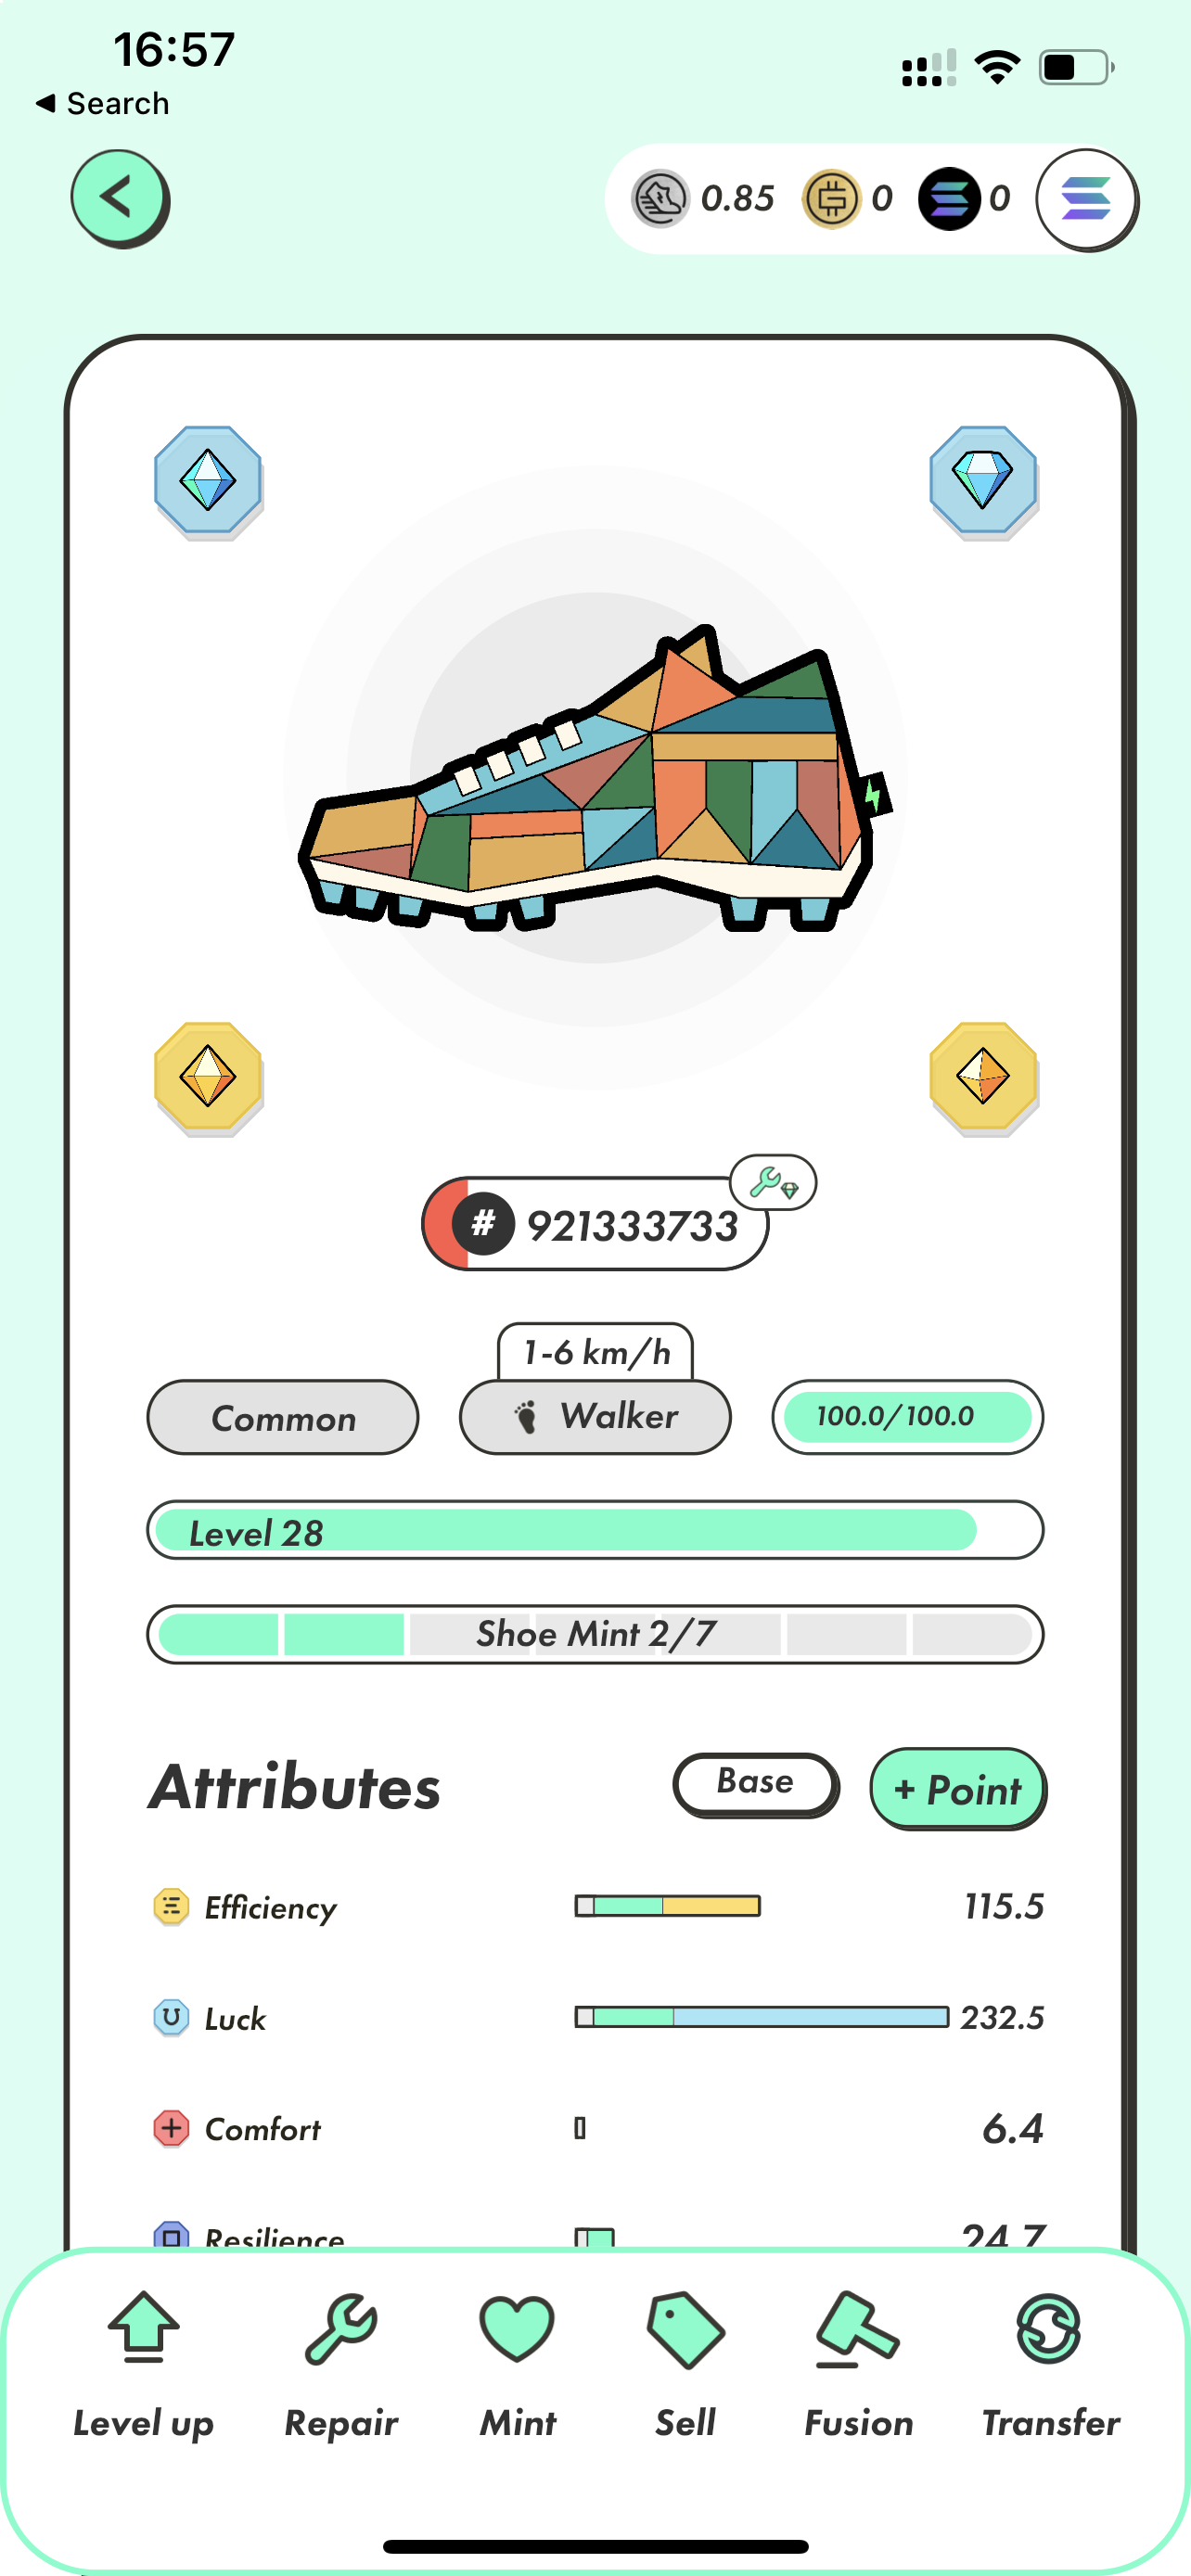 16:57
Search
0.85 0 0
# 921333733
1-6 km/h
Common Walker 100.0/100.0
Level 28
Shoe Mint 2/7
Attributes Base + Point
Efficiency 115.5
Luck 232.5
Comfort 6.4
Resilience 24.7
Level up Repair Mint Sell Fusion Transfer